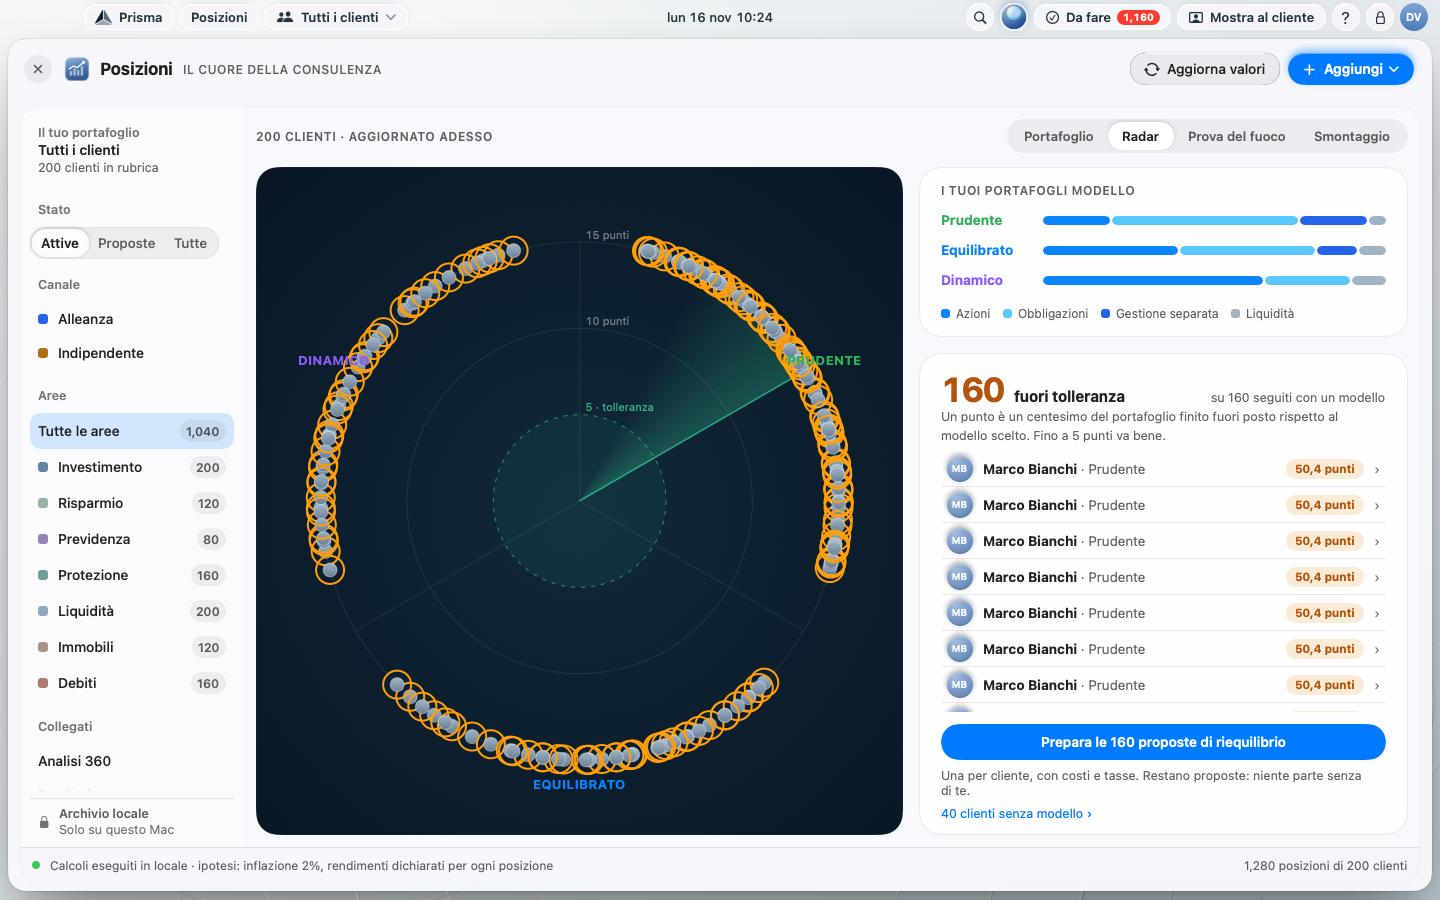 Prisma
Posizioni
Tutti i clienti
lun 16 nov 10:24
Da fare 1,160
Mostra al cliente
?
DV
Posizioni IL CUORE DELLA CONSULENZA
Aggiorna valori
+ Aggiungi
Il tuo portafoglio
Tutti i clienti
200 clienti in rubrica
Stato
Attive Proposte Tutte
Canale
Alleanza
Indipendente
Aree
Tutte le aree 1,040
Investimento 200
Risparmio 120
Previdenza 80
Protezione 160
Liquidità 200
Immobili 120
Debiti 160
Collegati
Analisi 360
Archivio locale
Solo su questo Mac
200 CLIENTI · AGGIORNATO ADESSO
Portafoglio Radar Prova del fuoco Smontaggio
15 punti
10 punti
5 · tolleranza
DINAMICO
PRUDENTE
EQUILIBRATO
I TUOI PORTAFOGLI MODELLO
Prudente
Equilibrato
Dinamico
Azioni Obbligazioni Gestione separata Liquidità
160 fuori tolleranza su 160 seguiti con un modello
Un punto è un centesimo del portafoglio finito fuori posto rispetto al
modello scelto. Fino a 5 punti va bene.
MB Marco Bianchi · Prudente 50,4 punti ›
MB Marco Bianchi · Prudente 50,4 punti ›
MB Marco Bianchi · Prudente 50,4 punti ›
MB Marco Bianchi · Prudente 50,4 punti ›
MB Marco Bianchi · Prudente 50,4 punti ›
MB Marco Bianchi · Prudente 50,4 punti ›
MB Marco Bianchi · Prudente 50,4 punti ›
Prepara le 160 proposte di riequilibrio
Una per cliente, con costi e tasse. Restano proposte: niente parte senza
di te.
40 clienti senza modello ›
Calcoli eseguiti in locale · ipotesi: inflazione 2%, rendimenti dichiarati per ogni posizione
1,280 posizioni di 200 clienti